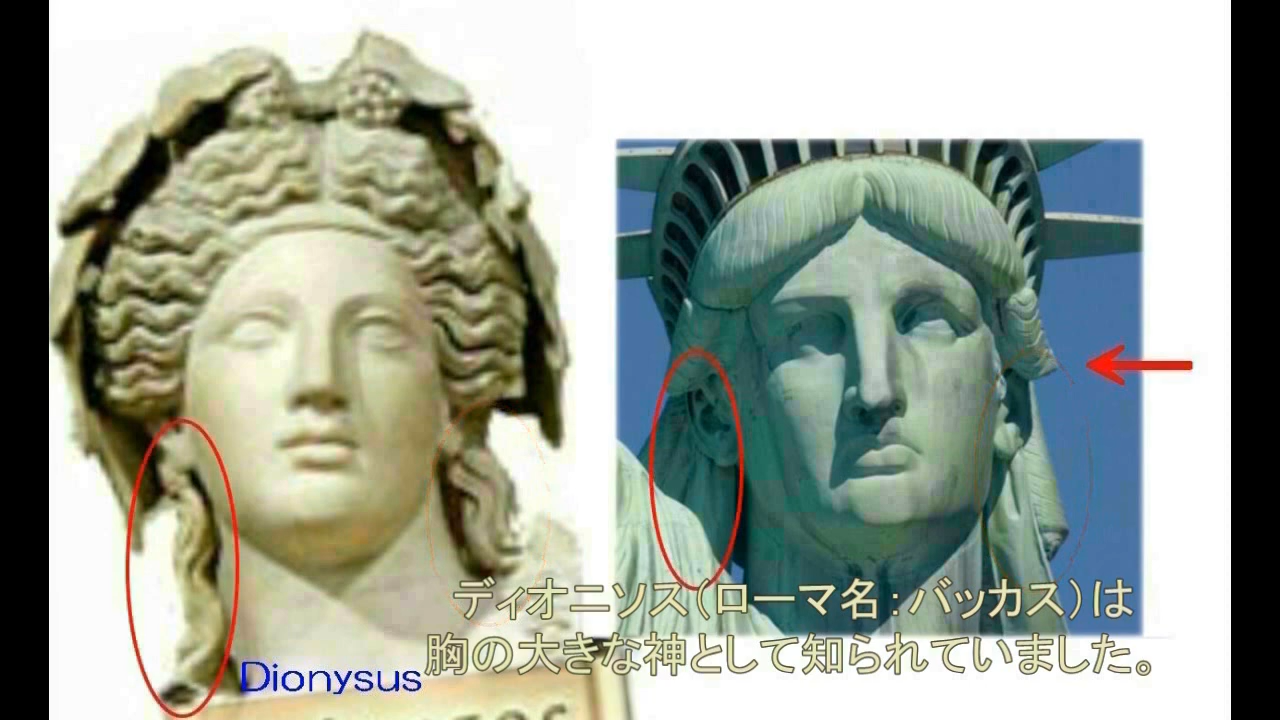 Dionysus
ディオニソス(ローマ名:バッカス)は
胸の大きな神として知られていました。